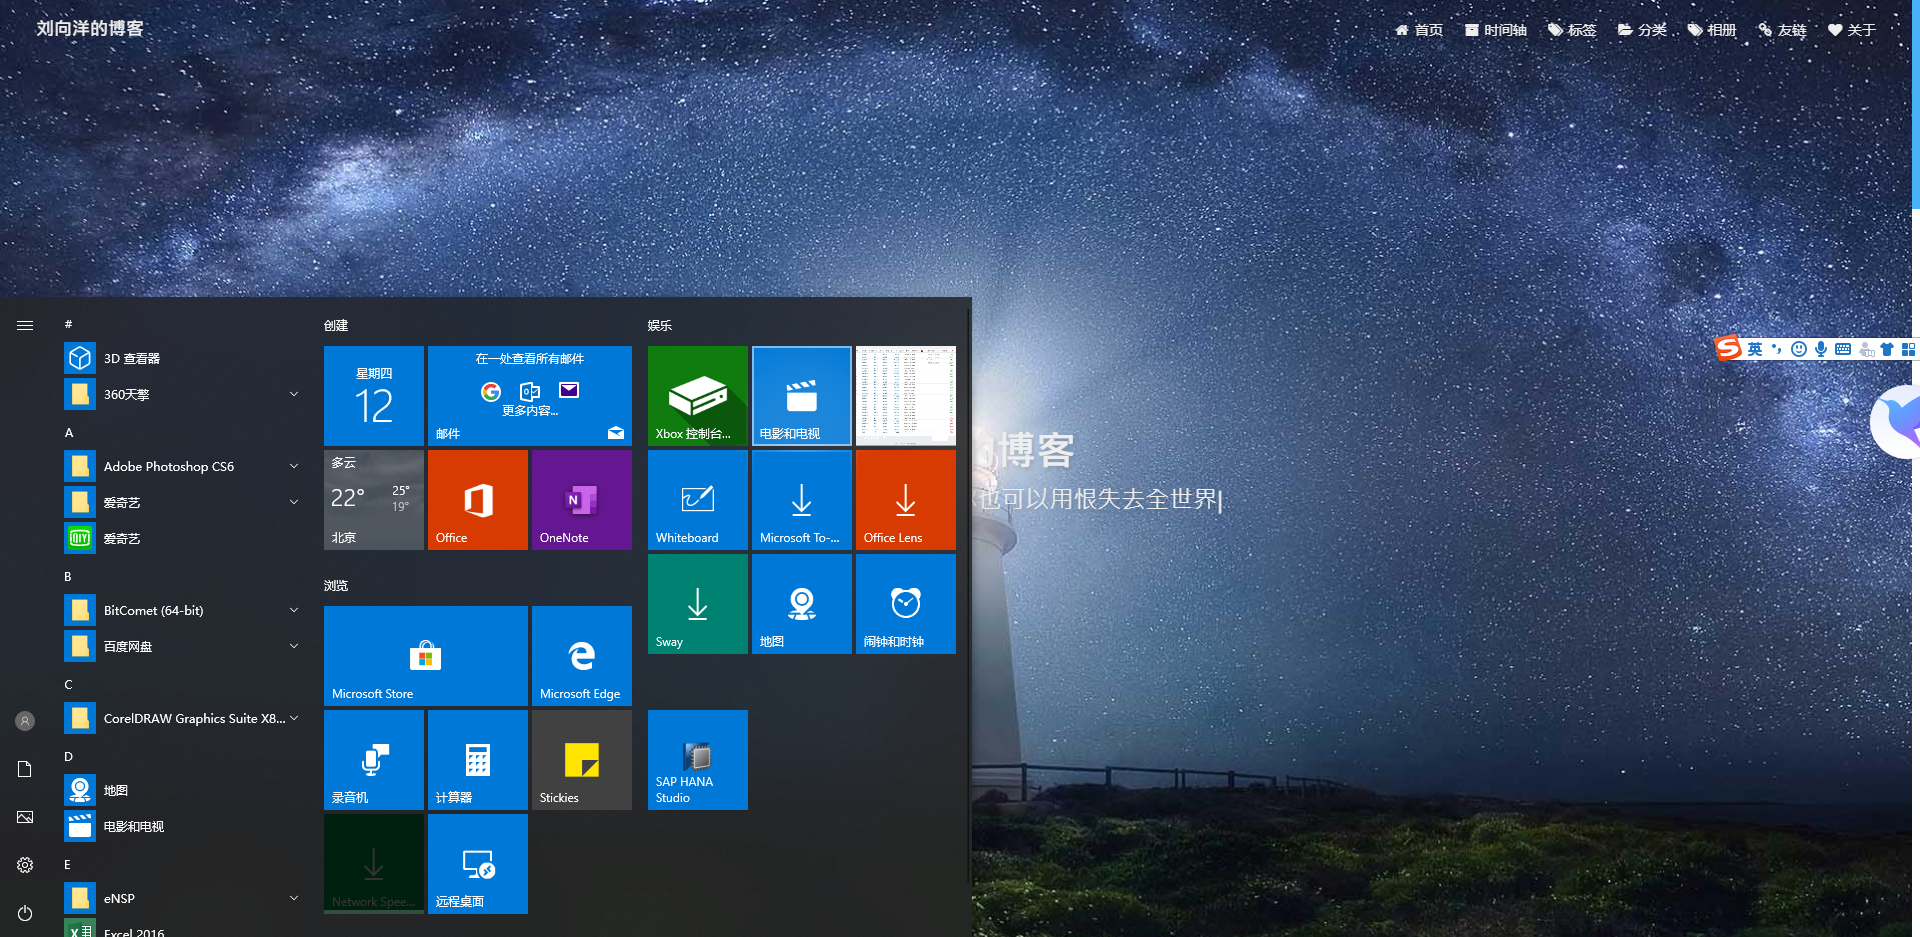 刘向洋的博客
首页 时间轴 标签 分类 相册 友链 关于
的博客
也可以用恨失去全世界|
英
#
3D 查看器
360天擎
A
Adobe Photoshop CS6
爱奇艺
爱奇艺
B
BitComet (64-bit)
百度网盘
C
CorelDRAW Graphics Suite X8...
D
地图
电影和电视
E
eNSP
Excel 2016
创建
星期四
12
在一处查看所有邮件
更多内容...
邮件
多云
22°
25°
19°
北京
Office
OneNote
浏览
Microsoft Store
Microsoft Edge
录音机
计算器
Stickies
Network Spee...
远程桌面
娱乐
Xbox 控制台...
电影和电视
Whiteboard
Microsoft To-...
Office Lens
Sway
地图
闹钟和时钟
SAP HANA
Studio